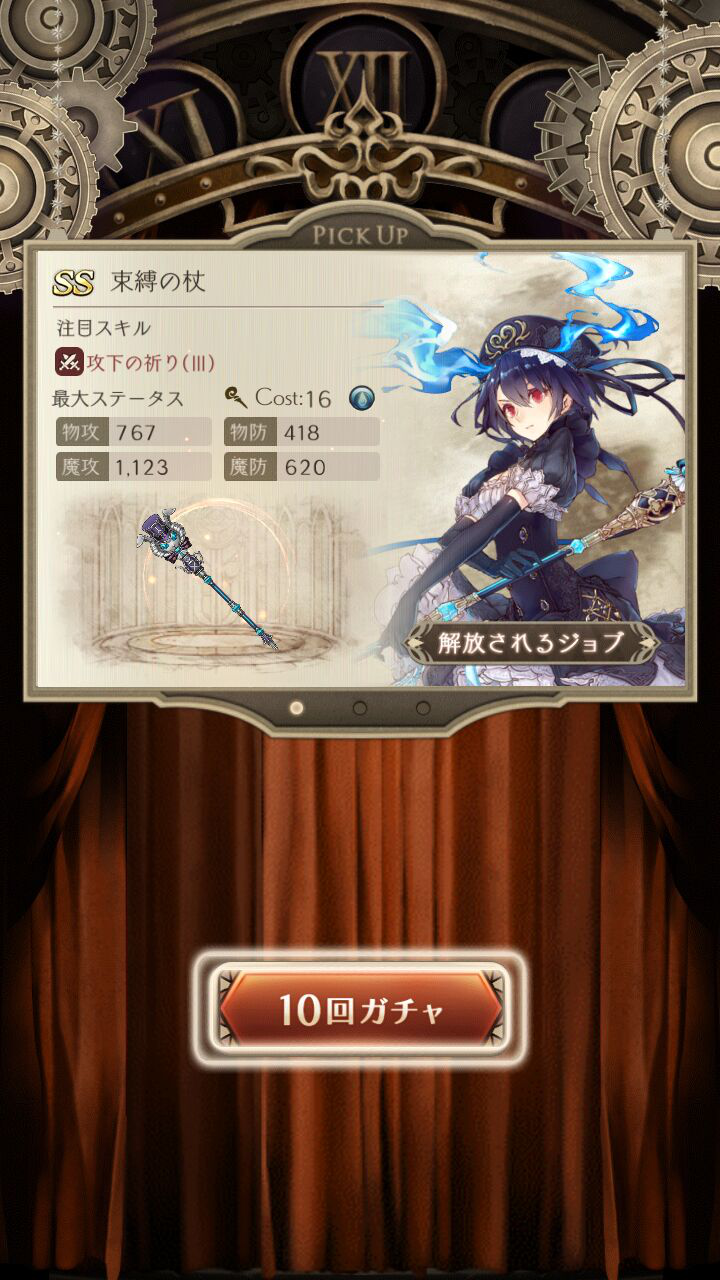 XII
XI
PICK UP
SS 束縛の杖
注目スキル
攻下の祈り(III)
最大ステータス Cost:16
物攻 767 物防 418
魔攻 1,123 魔防 620
解放されるジョブ
10回ガチャ